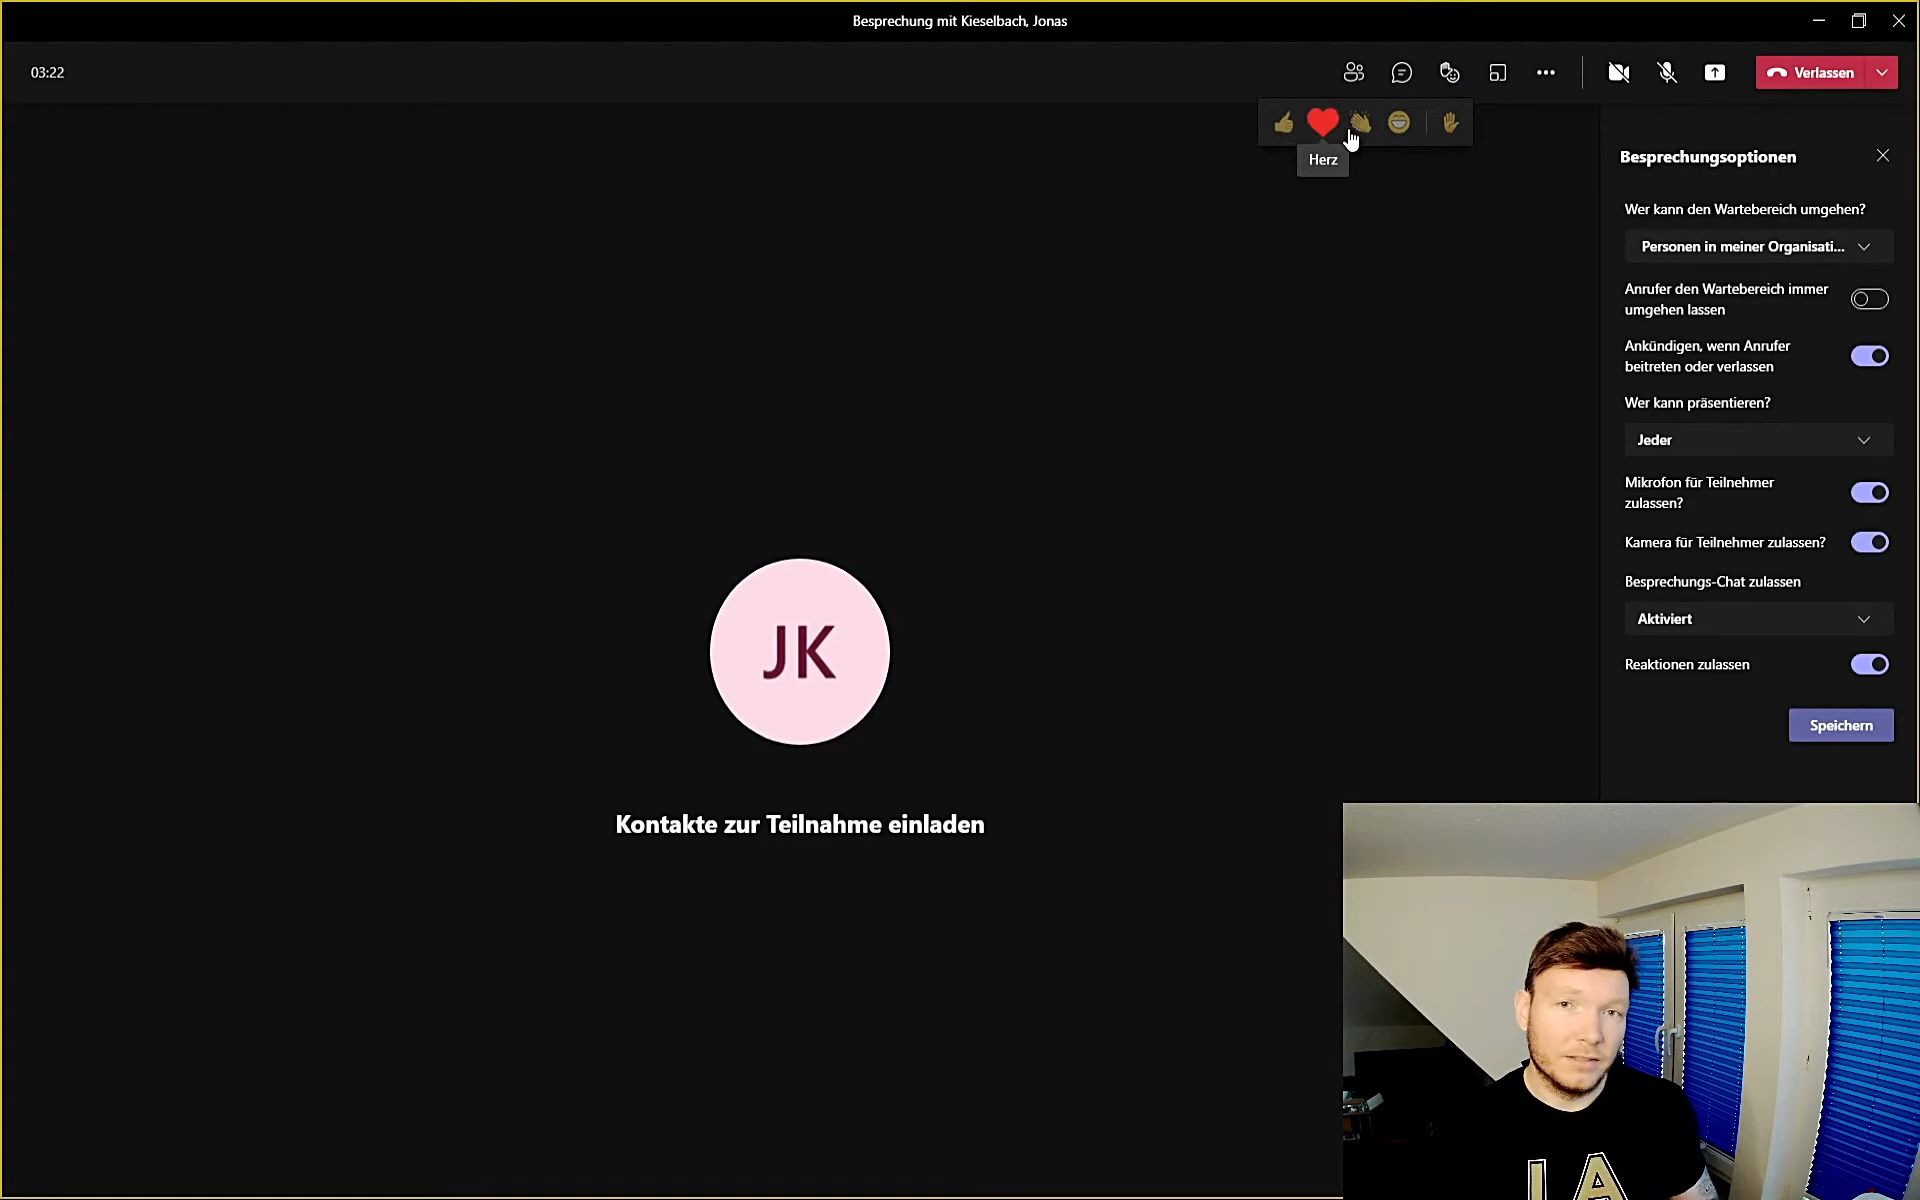 Besprechung mit Kieselbach, Jonas
03:22
Verlassen
Herz
Besprechungsoptionen
Wer kann den Wartebereich umgehen?
Personen in meiner Organisati...
Anrufer den Wartebereich immer
umgehen lassen
Ankündigen, wenn Anrufer
beitreten oder verlassen
Wer kann präsentieren?
Jeder
Mikrofon für Teilnehmer
zulassen?
Kamera für Teilnehmer zulassen?
Besprechungs-Chat zulassen
Aktiviert
Reaktionen zulassen
Speichern
JK
Kontakte zur Teilnahme einladen
LA